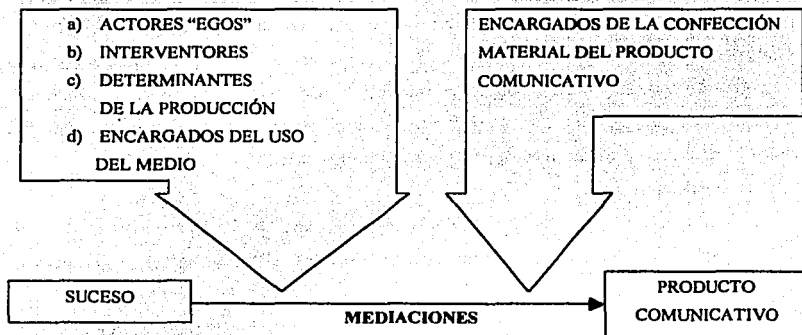 a) ACTORES “EGOS”
b) INTERVENTORES
c) DETERMINANTES
DE LA PRODUCCIÓN
d) ENCARGADOS DEL USO
DEL MEDIO
ENCARGADOS DE LA CONFECCIÓN
MATERIAL DEL PRODUCTO
COMUNICATIVO
SUCESO
MEDIACIONES
PRODUCTO
COMUNICATIVO